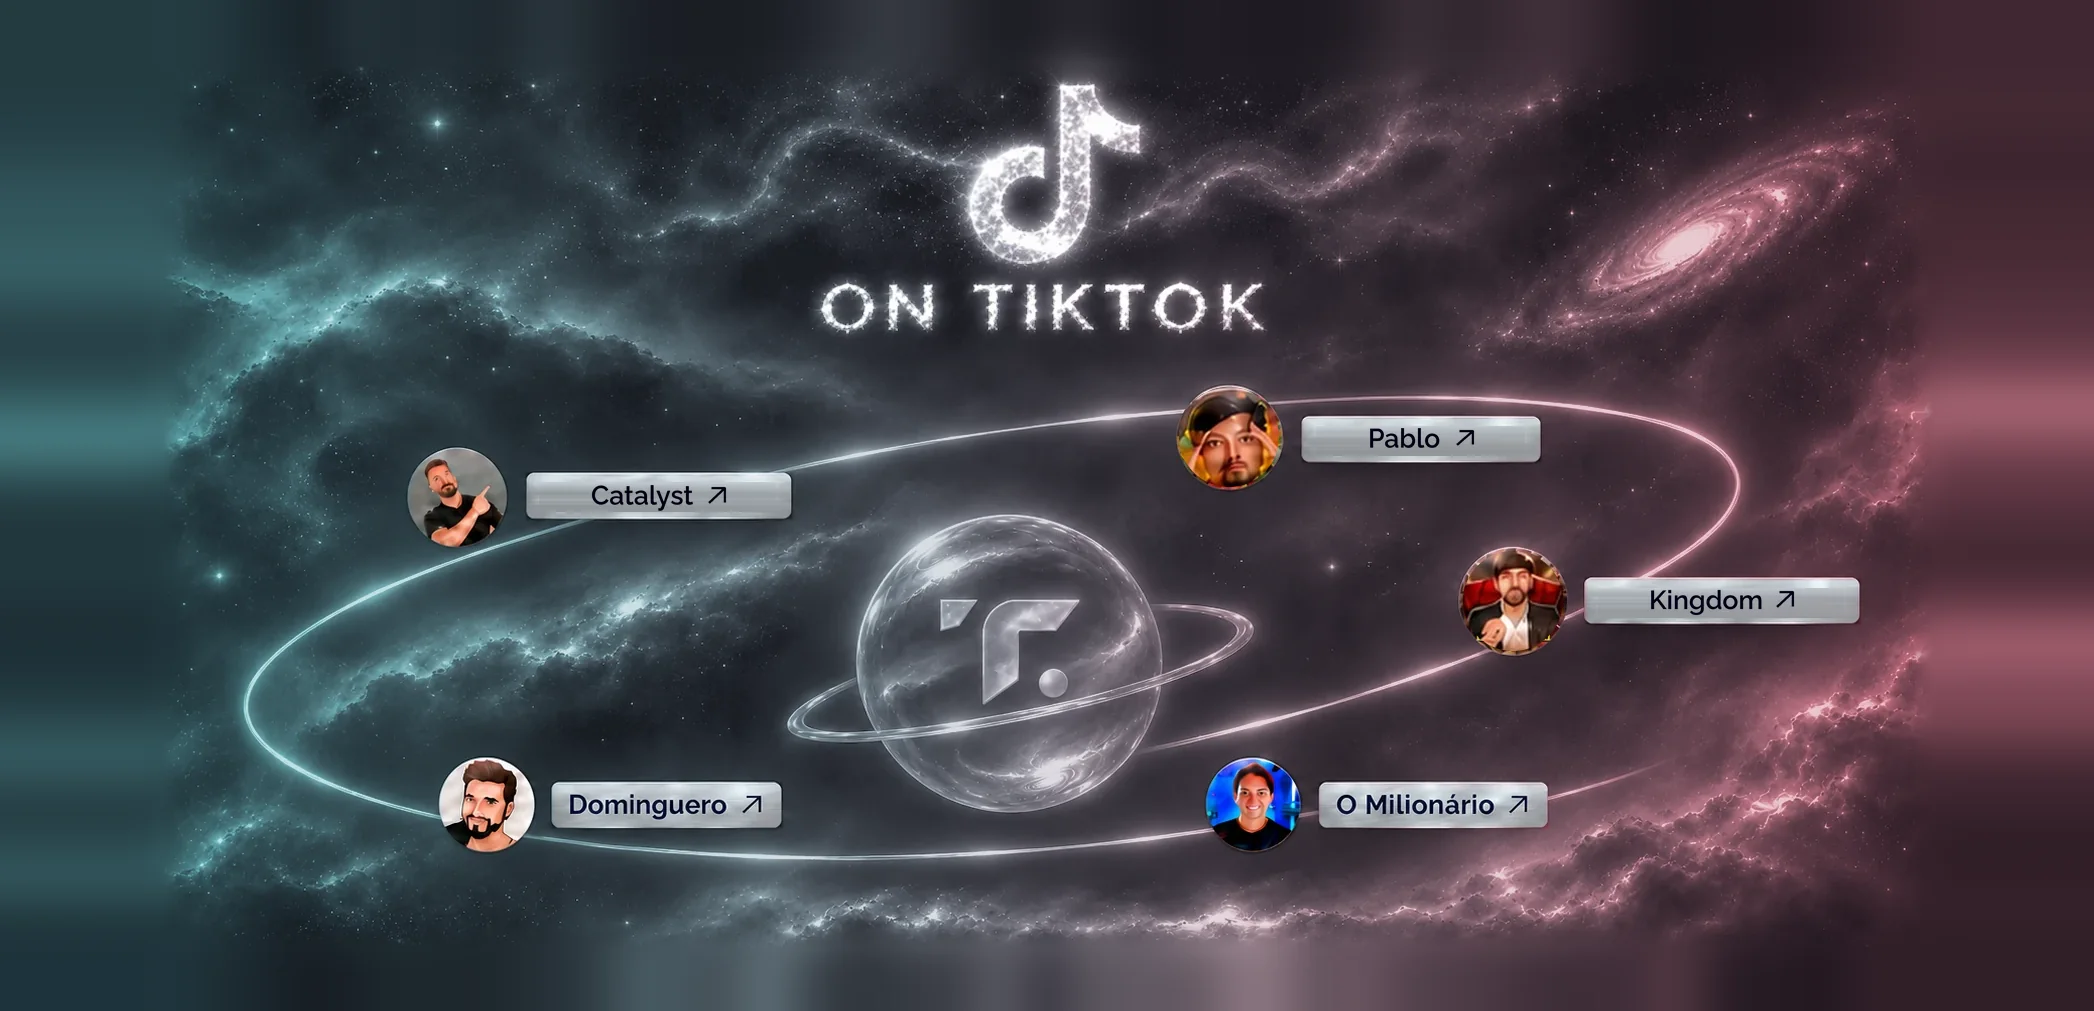 ON TIKTOK
Pablo
Catalyst
Kingdom
Dominguero
O Milionário